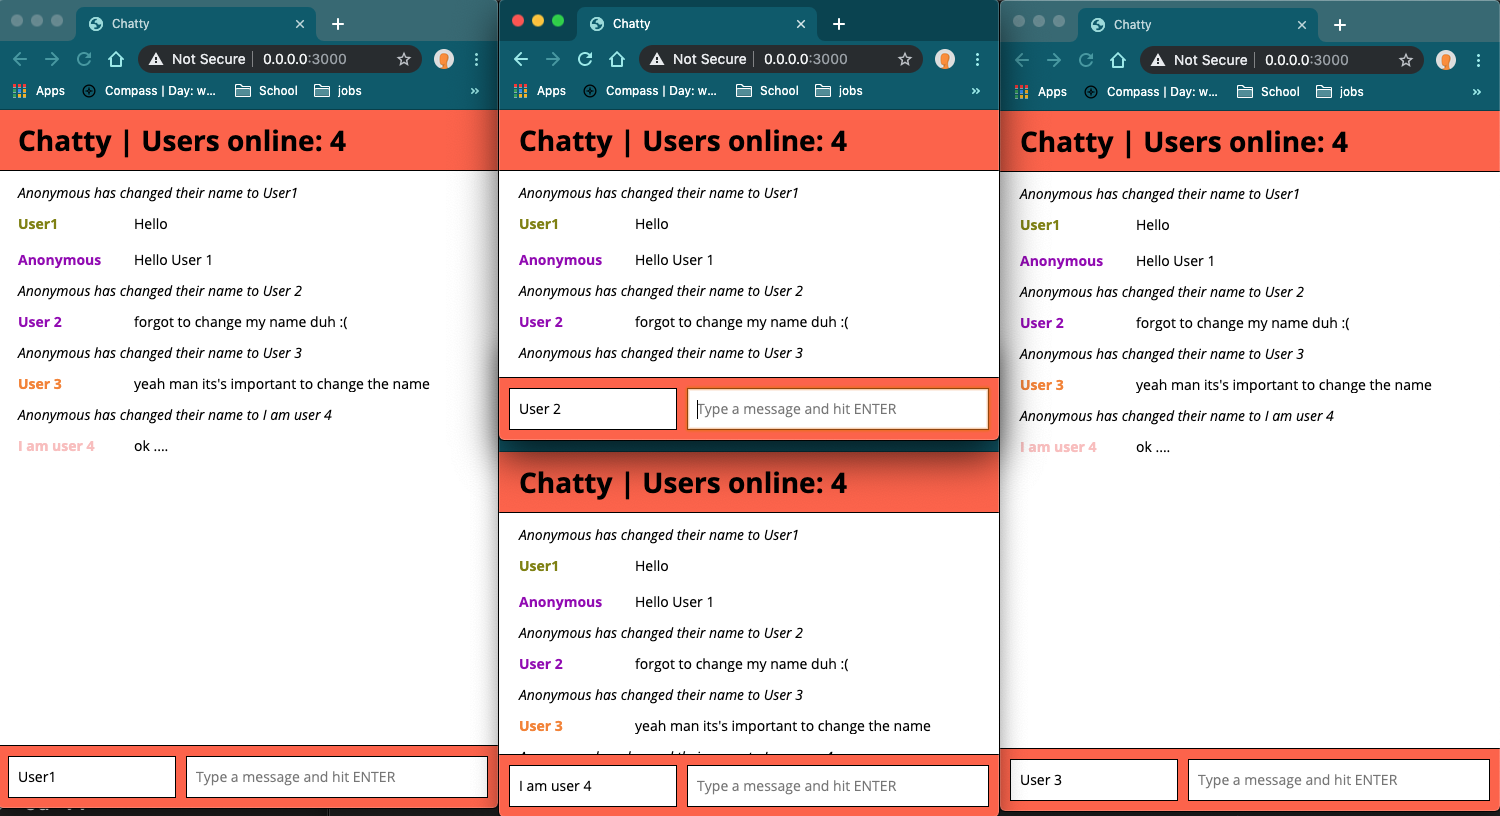 Chatty
Not Secure | 0.0.0.0:3000
Apps Compass | Day: w... School jobs »
Chatty | Users online: 4
Anonymous has changed their name to User1
User1 Hello
Anonymous Hello User 1
Anonymous has changed their name to User 2
User 2 forgot to change my name duh :(
Anonymous has changed their name to User 3
User 3 yeah man its's important to change the name
Anonymous has changed their name to I am user 4
I am user 4 ok ....
User1 Type a message and hit ENTER
Chatty
Not Secure | 0.0.0.0:3000
Apps Compass | Day: w... School jobs »
Chatty | Users online: 4
Anonymous has changed their name to User1
User1 Hello
Anonymous Hello User 1
Anonymous has changed their name to User 2
User 2 forgot to change my name duh :(
Anonymous has changed their name to User 3
User 2 Type a message and hit ENTER
Chatty | Users online: 4
Anonymous has changed their name to User1
User1 Hello
Anonymous Hello User 1
Anonymous has changed their name to User 2
User 2 forgot to change my name duh :(
Anonymous has changed their name to User 3
User 3 yeah man its's important to change the name
I am user 4 Type a message and hit ENTER
Chatty
Not Secure | 0.0.0.0:3000
Apps Compass | Day: w... School jobs »
Chatty | Users online: 4
Anonymous has changed their name to User1
User1 Hello
Anonymous Hello User 1
Anonymous has changed their name to User 2
User 2 forgot to change my name duh :(
Anonymous has changed their name to User 3
User 3 yeah man its's important to change the name
Anonymous has changed their name to I am user 4
I am user 4 ok ....
User 3 Type a message and hit ENTER